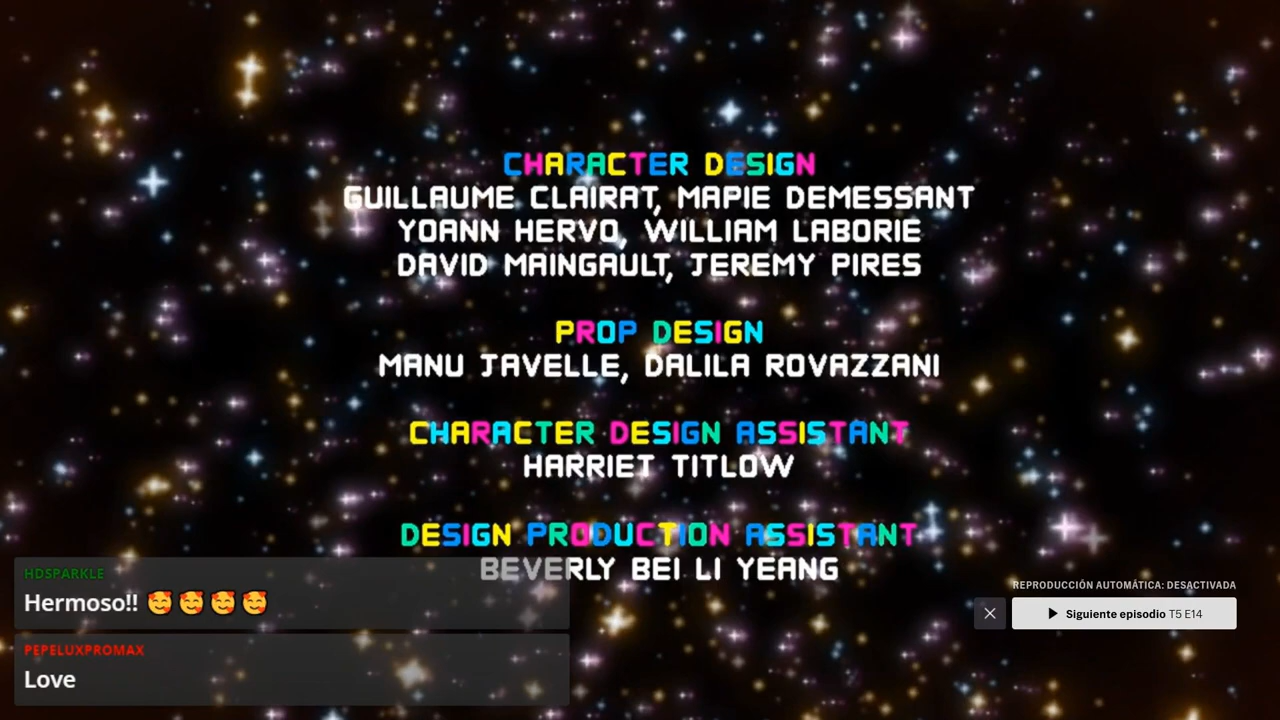 CHARACTER DESIGN
GUILLAUME CLAIRAT, MAPIE DEMESSANT
YOANN HERVO, WILLIAM LABORIE
DAVID MAINGAULT, JEREMY PIRES
PROP DESIGN
MANU JAVELLE, DALILA ROVAZZANI
CHARACTER DESIGN ASSISTANT
HARRIET TITLOW
DESIGN PRODUCTION ASSISTANT
BEVERLY BEI LI YEANG
HDSPARKLE
Hermoso!! 🥰🥰🥰🥰
PEPELUXPROMAX
Love
REPRODUCCIÓN AUTOMÁTICA: DESACTIVADA
Siguiente episodio T5 E14